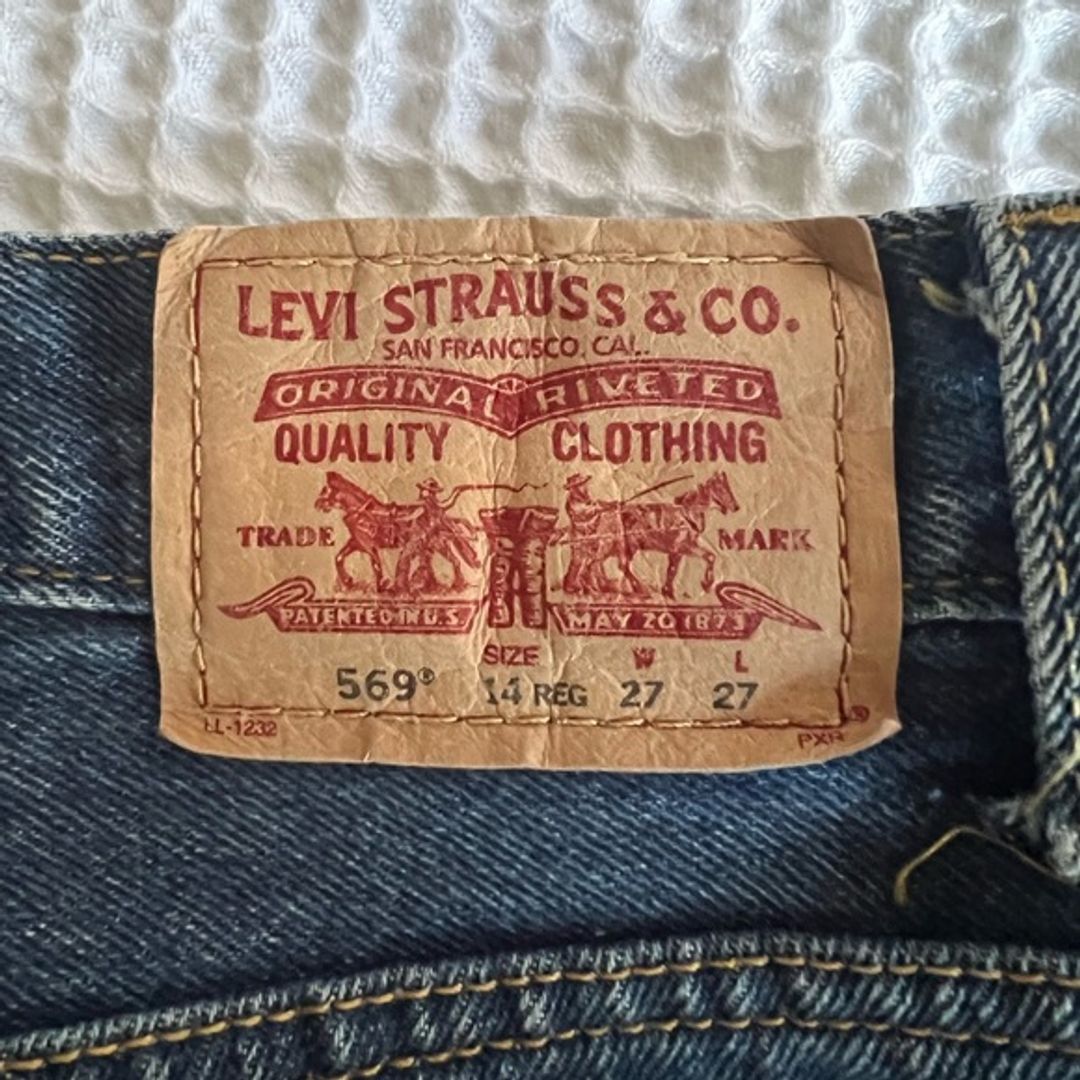 LEVI STRAUSS & CO.
SAN FRANCISCO, CAL.
ORIGINAL RIVETED
QUALITY CLOTHING
TRADE MARK
PATENTED IN U.S. MAY 20 1873
SIZE W L
569® 14 REG 27 27
LL-1232 PXR ®